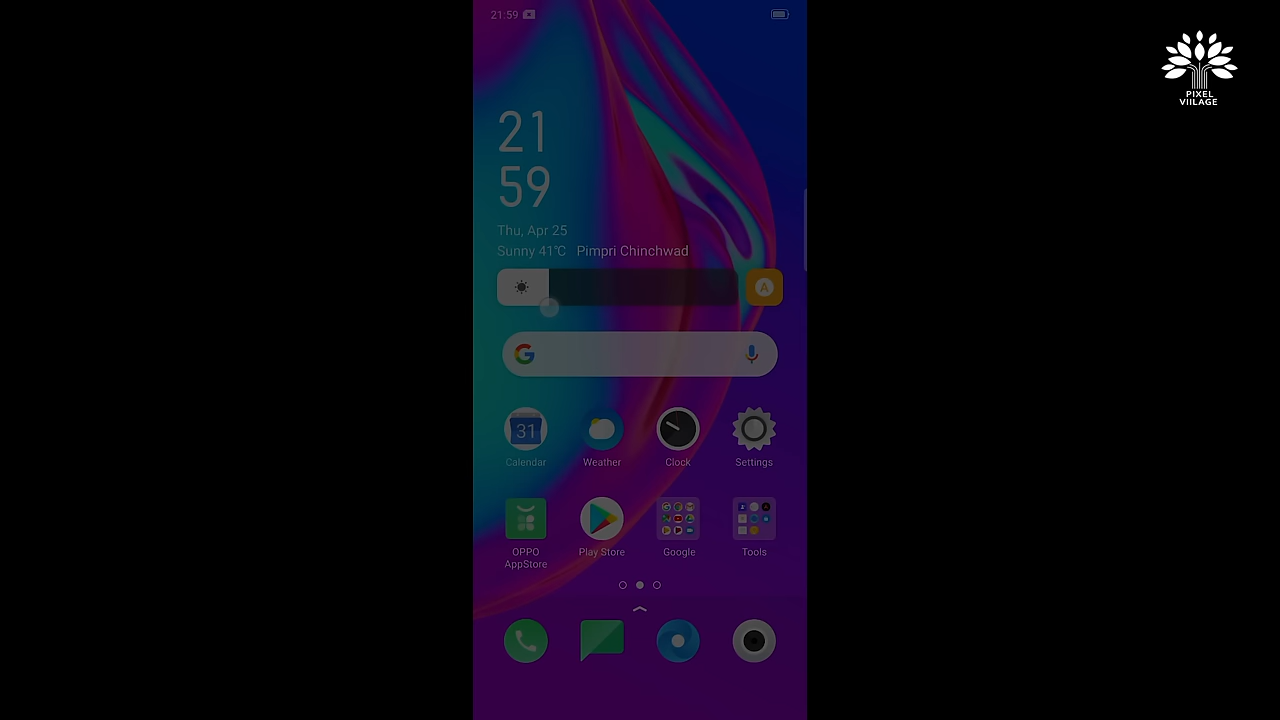 21:59
PIXEL
VIILAGE
21
59
Thu, Apr 25
Sunny 41°C Pimpri Chinchwad
A
G
31
Calendar Weather Clock Settings
OPPO
AppStore Play Store Google Tools